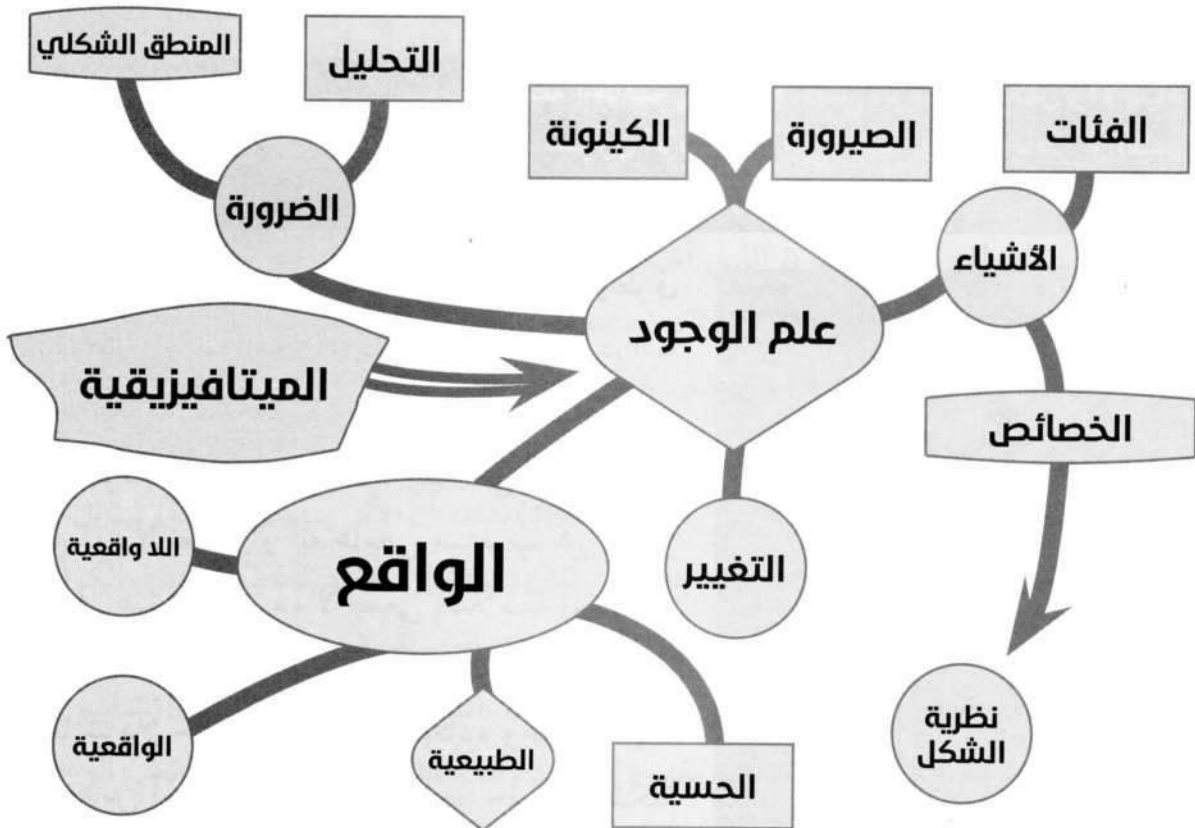 المنطق الشكلي
التحليل
الضرورة
الكينونة
الصيرورة
الفئات
الأشياء
علم الوجود
الميتافيزيقية
الخصائص
اللا واقعية
الواقع
التغيير
الواقعية
الطبيعية
الحسية
نظرية
الشكل